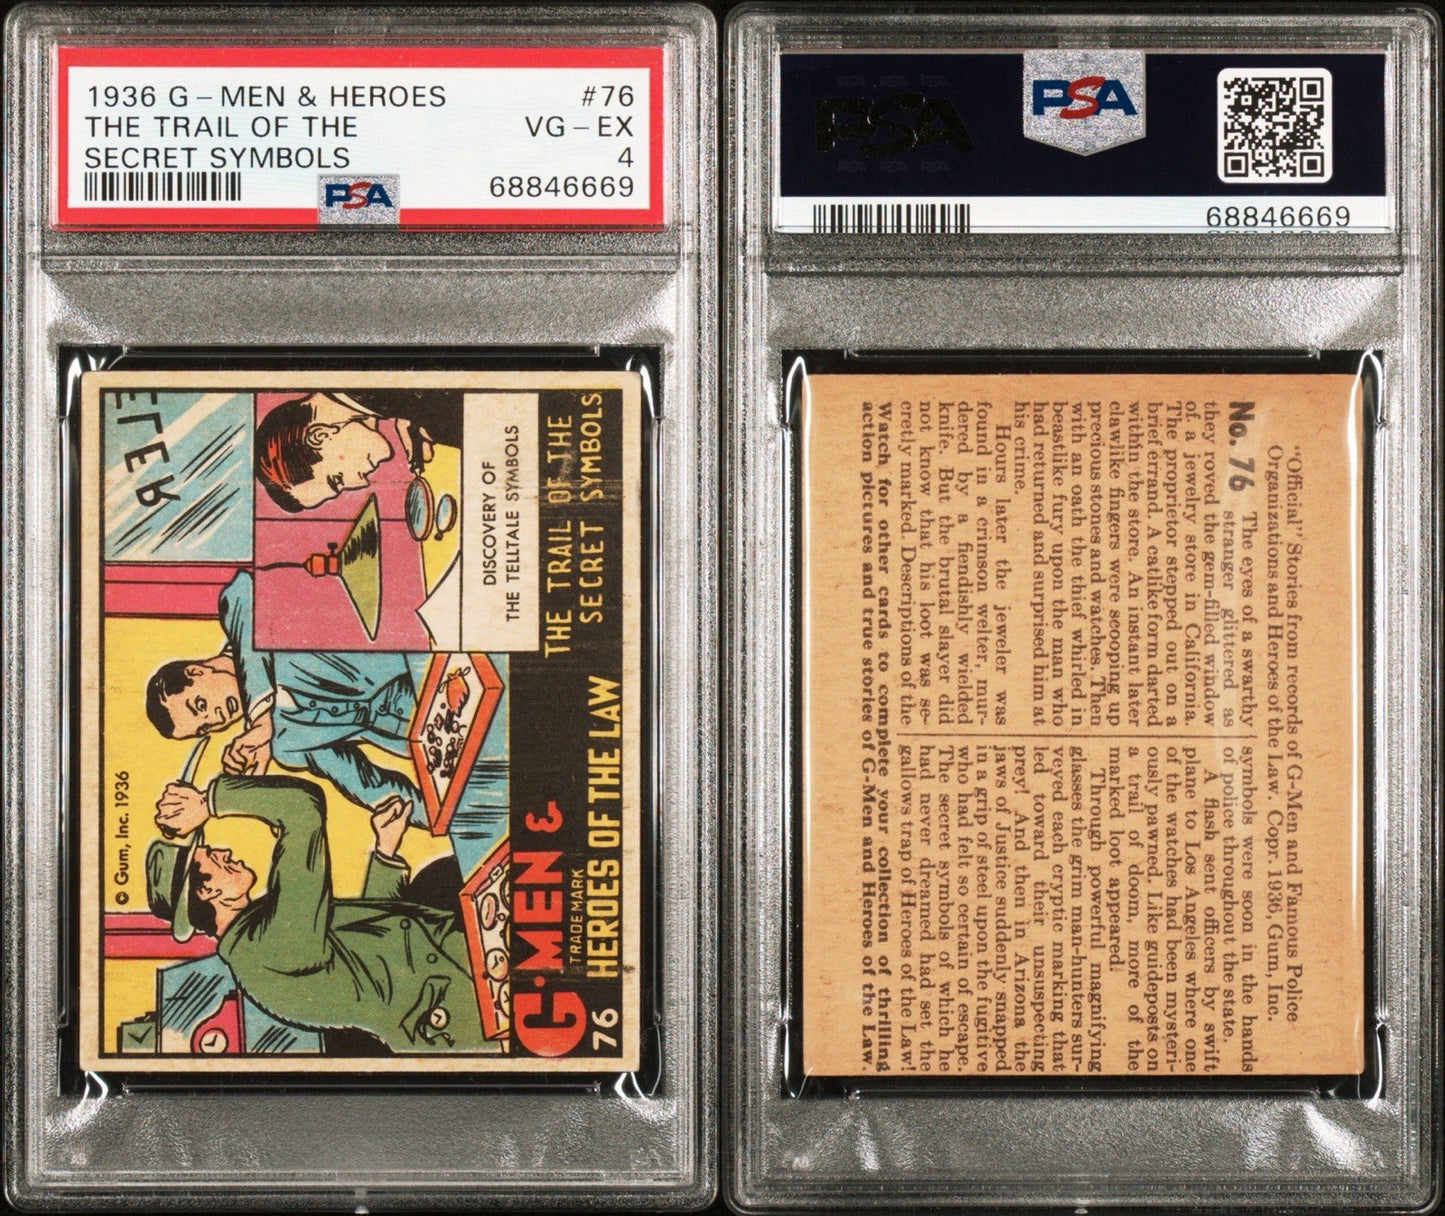 1936 G-MEN & HEROES #76
THE TRAIL OF THE VG-EX
SECRET SYMBOLS 4
68846669
PSA
PSA
PSA
68846669
ELER
© Gum, Inc. 1936
DISCOVERY OF
THE TELLTALE SYMBOLS
THE TRAIL OF THE
SECRET SYMBOLS
G-MEN &
TRADEMARK
HEROES OF THE LAW
76
"Official" Stories from records of G-Men and Famous Police
Organizations and Heroes of the Law. Copr. 1936, Gum, Inc.
No. 76 The eyes of a swarthy
stranger glittered as
they roved the gem-filled window
of a jewelry store in California.
The proprietor stepped out on a
brief errand. A catlike form darted
within the store. An instant later
clawlike fingers were scooping up
precious stones and watches. Then
with an oath the thief whirled in
beastlike fury upon the man who
had returned and surprised him at
his crime.
Hours later the jeweler was
found in a crimson welter, mur-
dered by a fiendishly wielded
knife. But the brutal slayer did
not know that his loot was se-
cretly marked. Descriptions of the
symbols were soon in the hands
of police throughout the state.
A flash sent officers by swift
plane to Los Angeles where one
of the watches had been mysteri-
ously pawned. Like guideposts on
a trail of doom, more of the
marked loot appeared!
Through powerful magnifying
glasses the grim man-hunters sur-
veyed each cryptic marking that
led toward their unsuspecting
prey! And then in Arizona the
jaws of Justice suddenly snapped
in a grip of steel upon the fugitive
who had felt so certain of escape.
The secret symbols of which he
had never dreamed had set the
gallows trap of Heroes of the Law!
Watch for other cards to complete your collection of thrilling
action pictures and true stories of G-Men and Heroes of the Law.